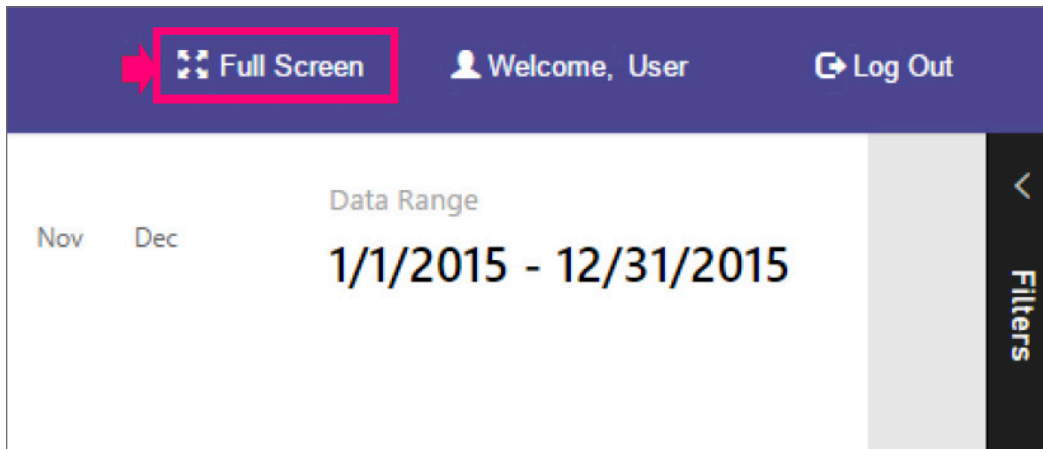 Full Screen
Welcome, User
Log Out
Data Range
Nov
Dec
1/1/2015 - 12/31/2015
Filters